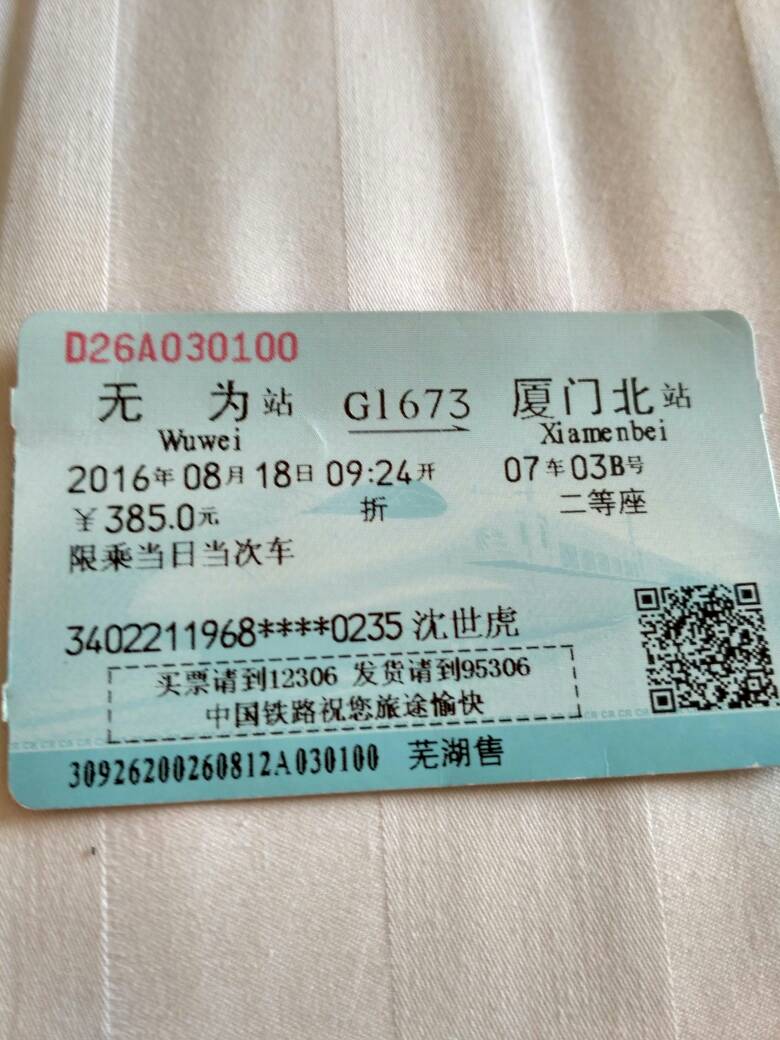 D26A030100
无为站 G1673 厦门北站
Wuwei Xiamenbei
2016年08月18日09:24开 07车03B号
￥385.0元 折 二等座
限乘当日当次车
3402211968****0235 沈世虎
买票请到12306 发货请到95306
中国铁路祝您旅途愉快
30926200260812A030100 芜湖售